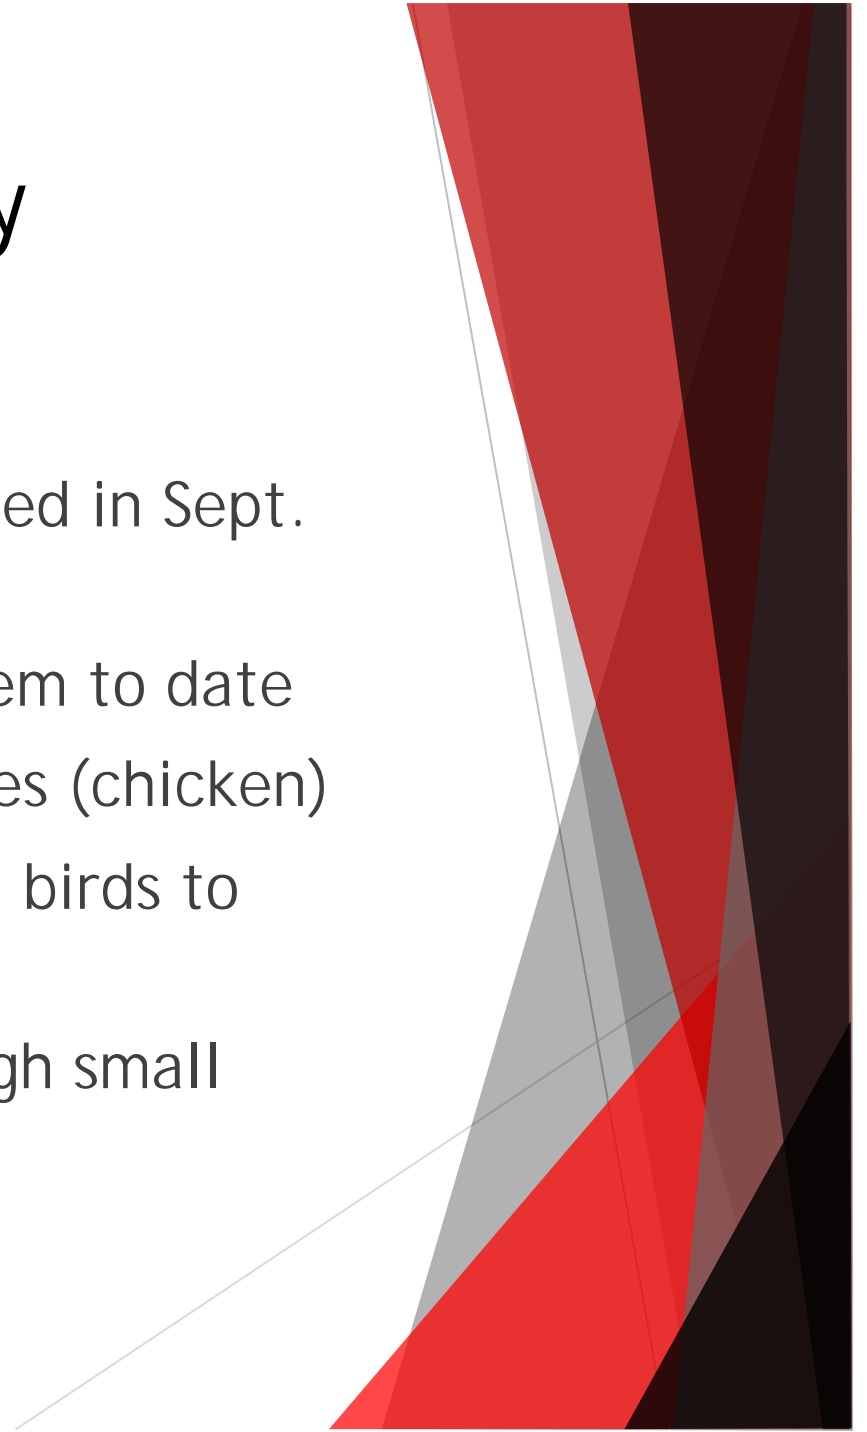 y
ed in Sept.
em to date
es (chicken)
birds to
gh small